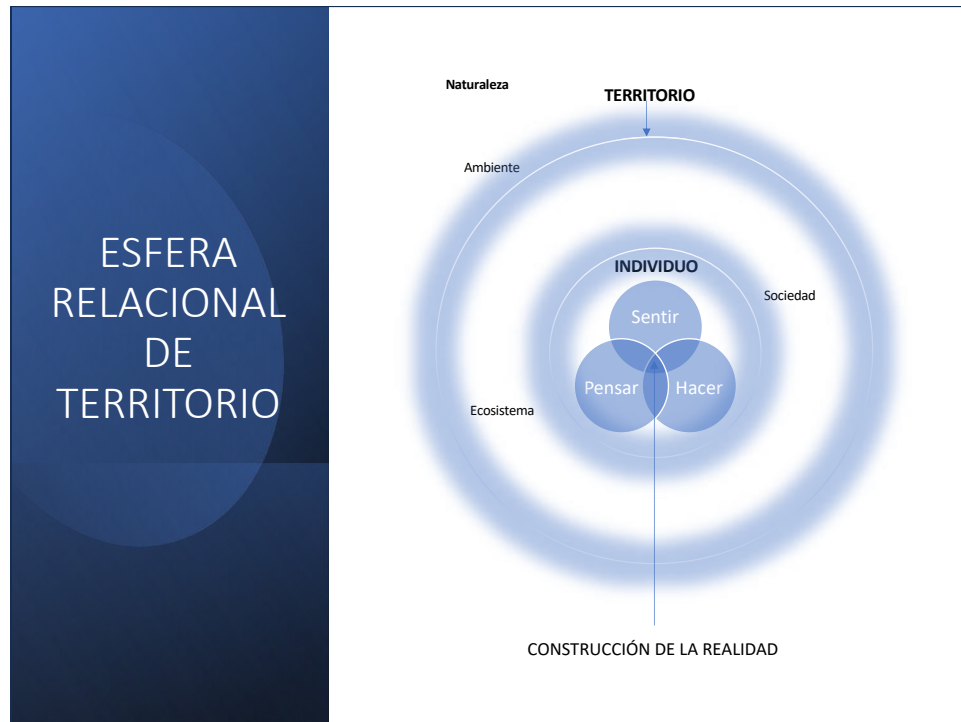 ESFERA
RELACIONAL
DE
TERRITORIO
Naturaleza
TERRITORIO
Ambiente
INDIVIDUO
Sociedad
Sentir
Pensar
Hacer
Ecosistema
CONSTRUCCIÓN DE LA REALIDAD